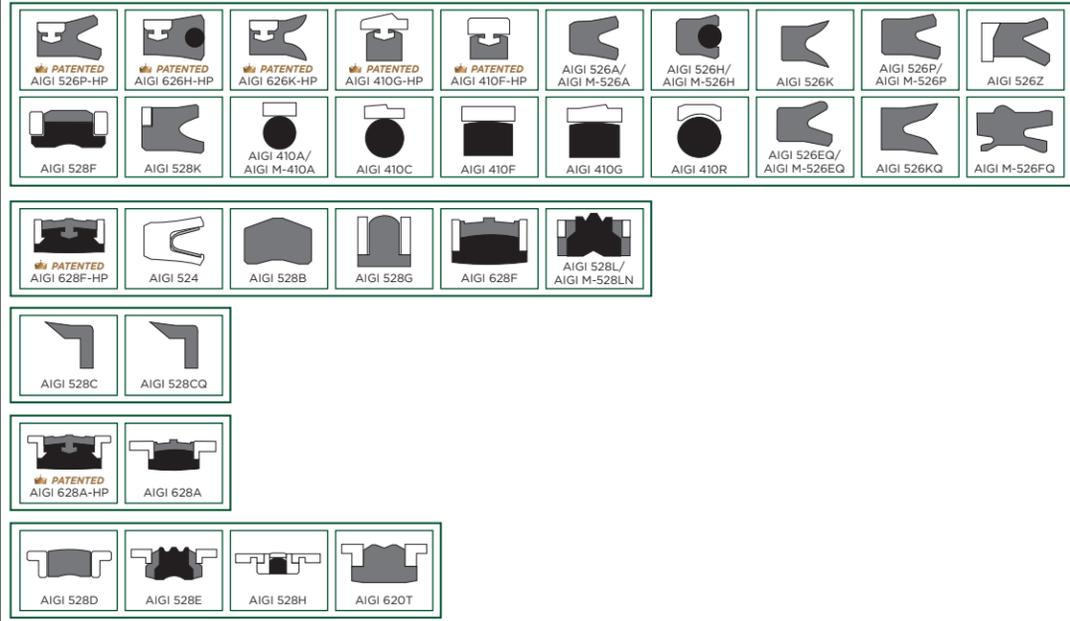 PATENTED
AIGI 526P-HP
PATENTED
AIGI 626H-HP
PATENTED
AIGI 626K-HP
PATENTED
AIGI 410G-HP
PATENTED
AIGI 410F-HP
AIGI 526A/
AIGI M-526A
AIGI 526H/
AIGI M-526H
AIGI 526K
AIGI 526P/
AIGI M-526P
AIGI 526Z
AIGI 528F
AIGI 528K
AIGI 410A/
AIGI M-410A
AIGI 410C
AIGI 410F
AIGI 410G
AIGI 410R
AIGI 526EQ/
AIGI M-526EQ
AIGI 526KQ
AIGI M-526FQ
PATENTED
AIGI 628F-HP
AIGI 524
AIGI 528B
AIGI 528G
AIGI 628F
AIGI 528L/
AIGI M-528LN
AIGI 528C
AIGI 528CQ
PATENTED
AIGI 628A-HP
AIGI 628A
AIGI 528D
AIGI 528E
AIGI 528H
AIGI 620T